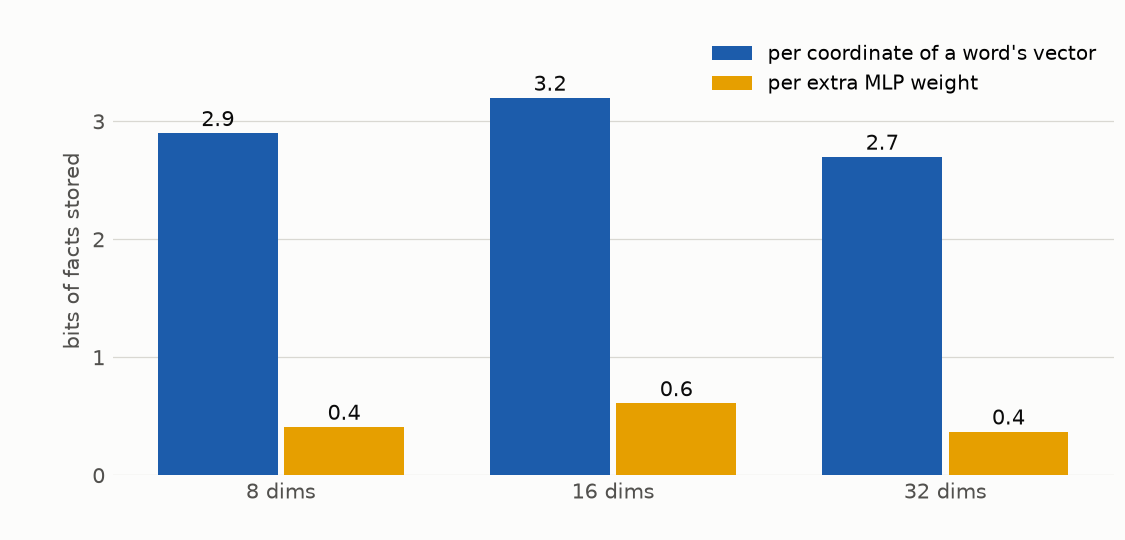 per coordinate of a word's vector
per extra MLP weight
bits of facts stored
3
2
1
0
2.9
0.4
3.2
0.6
2.7
0.4
8 dims
16 dims
32 dims